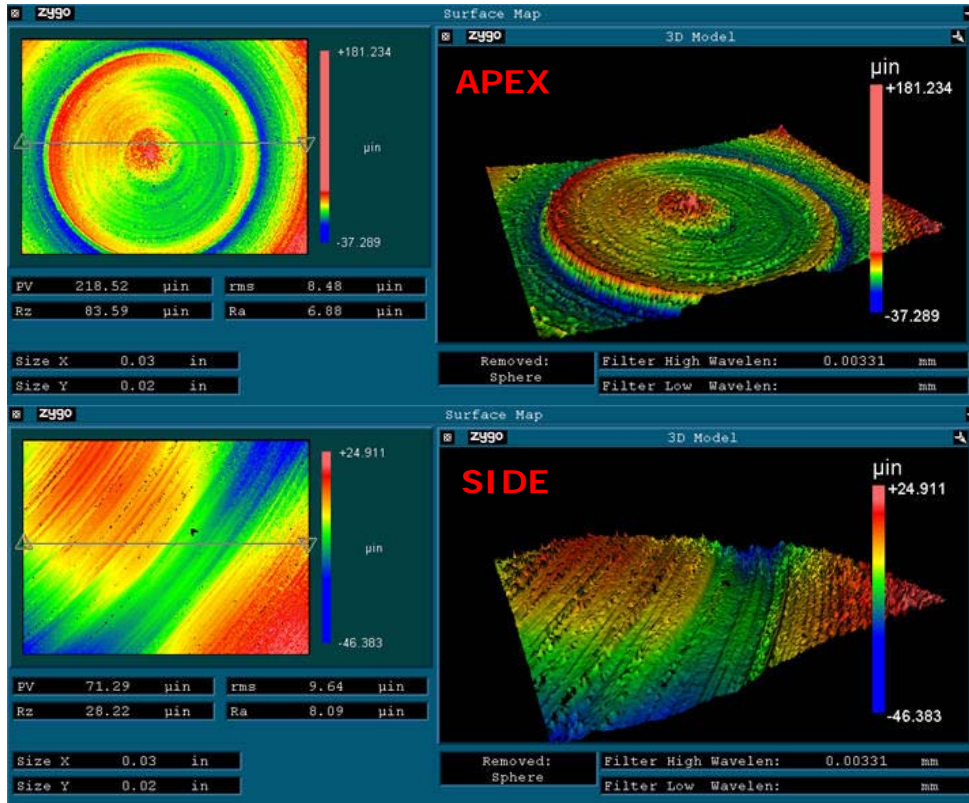 zygo Surface Map
+181.234
µin
-37.289
PV 218.52 µin rms 8.48 µin
Rz 83.59 µin Ra 6.88 µin
Size X 0.03 in
Size Y 0.02 in
zygo 3D Model
APEX
µin
+181.234
-37.289
Removed:
Sphere
Filter High Wavelen: 0.00331 mm
Filter Low Wavelen: mm
zygo Surface Map
+24.911
µin
-46.383
PV 71.29 µin rms 9.64 µin
Rz 28.22 µin Ra 8.09 µin
Size X 0.03 in
Size Y 0.02 in
zygo 3D Model
SIDE
µin
+24.911
-46.383
Removed:
Sphere
Filter High Wavelen: 0.00331 mm
Filter Low Wavelen: mm